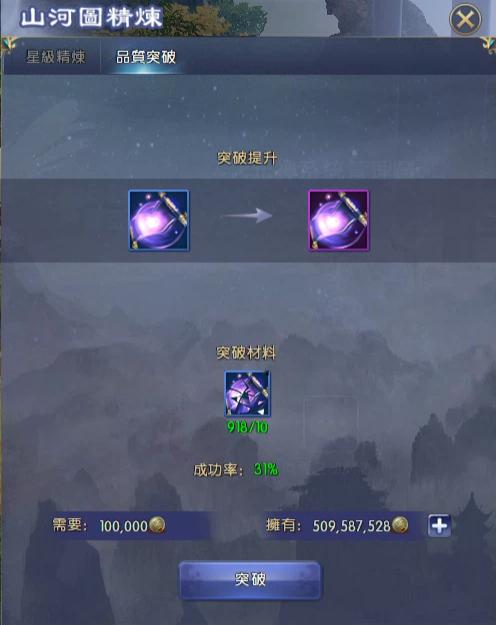 山河圖精煉
星級精煉 品質突破
突破提升
突破材料
918/10
成功率：31%
需要：100,000 擁有：509,587,528
突破